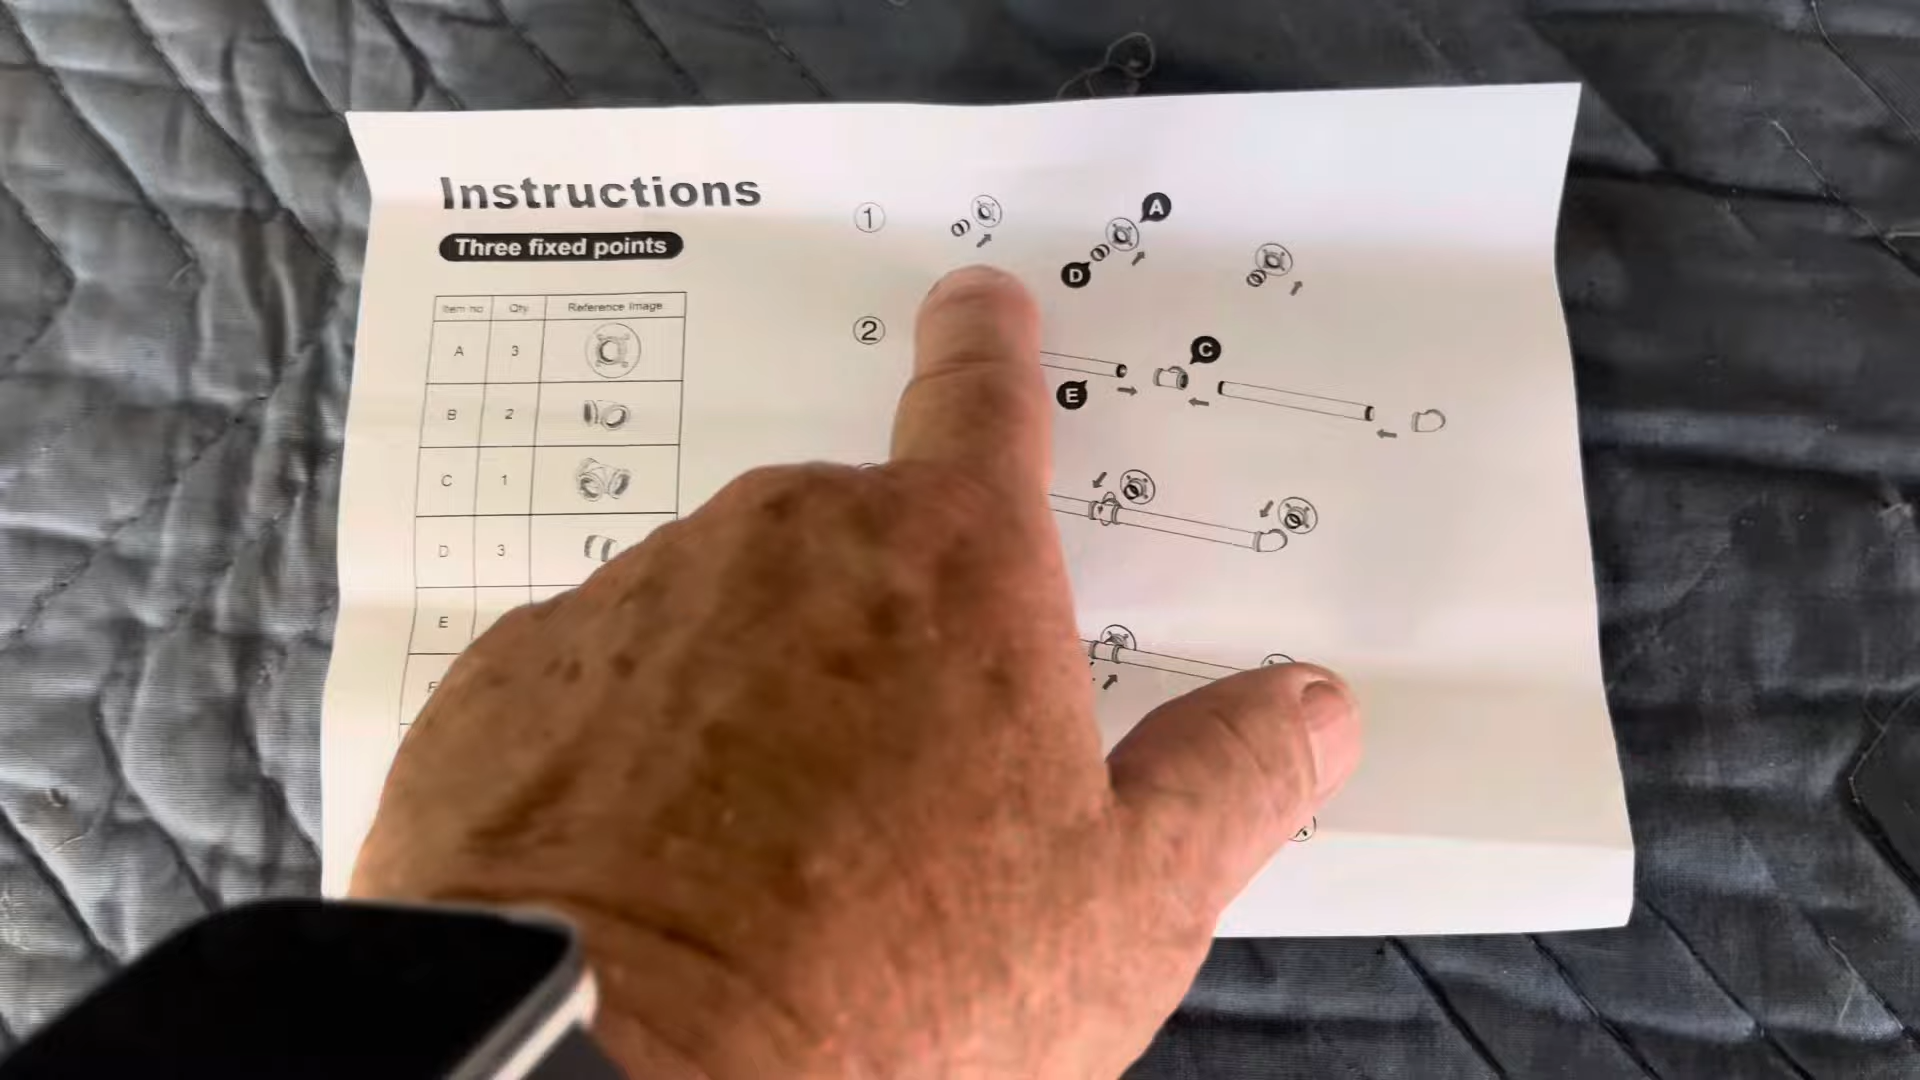 Instructions
Three fixed points
Item no Qty Reference Image
A 3
B 2
C 1
D 3
E
F
① A
D
② C
E